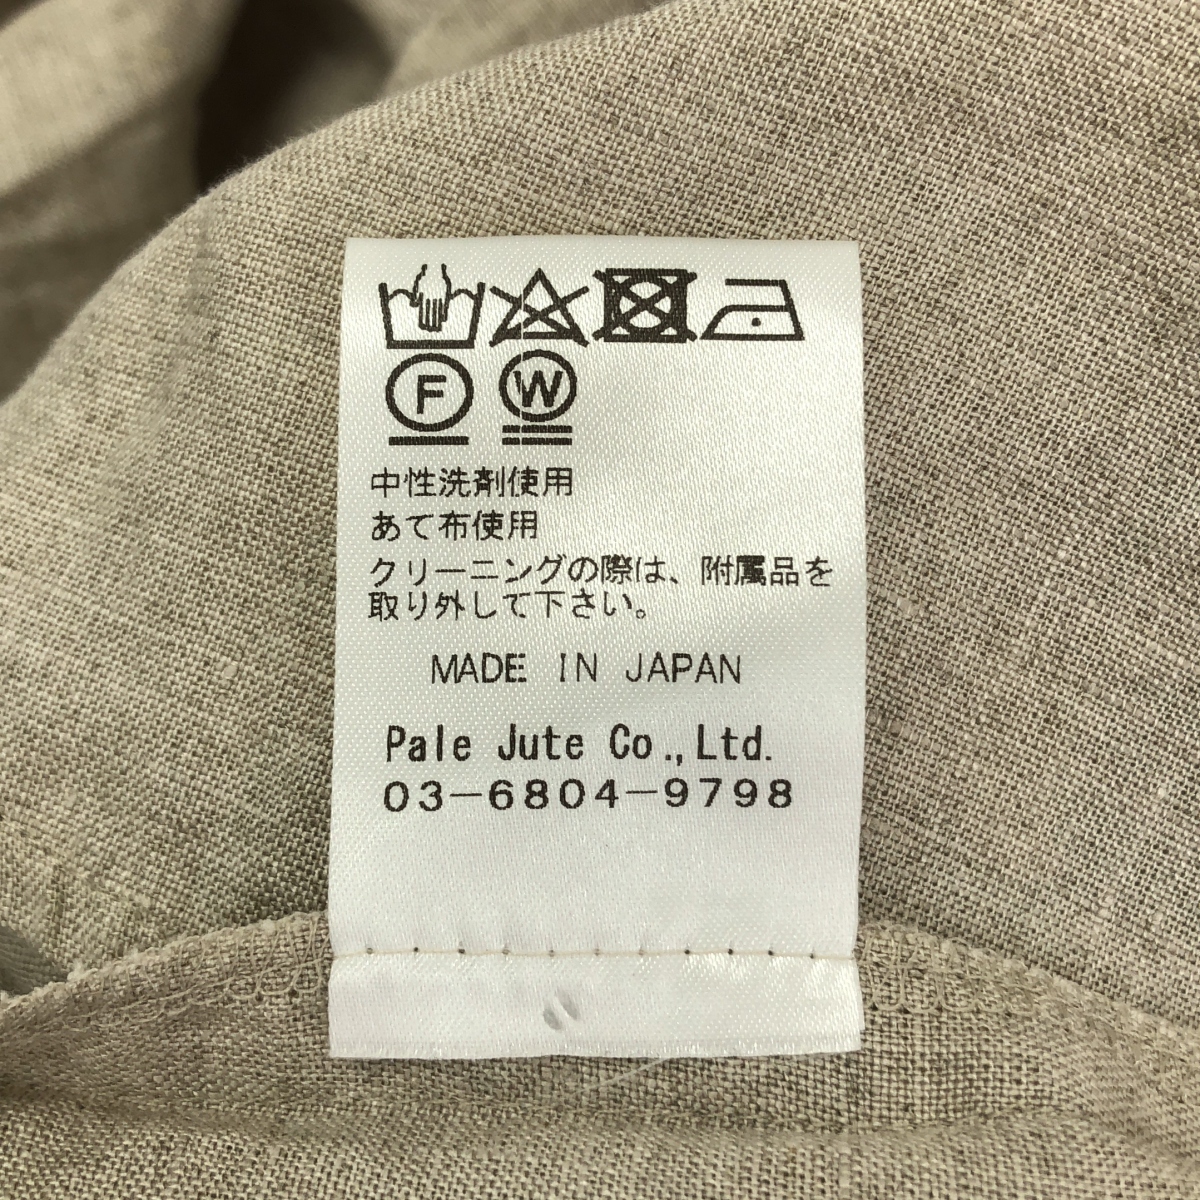 F W
中性洗剤使用
あて布使用
クリーニングの際は、附属品を
取り外して下さい。
MADE IN JAPAN
Pale Jute Co.,Ltd.
03-6804-9798